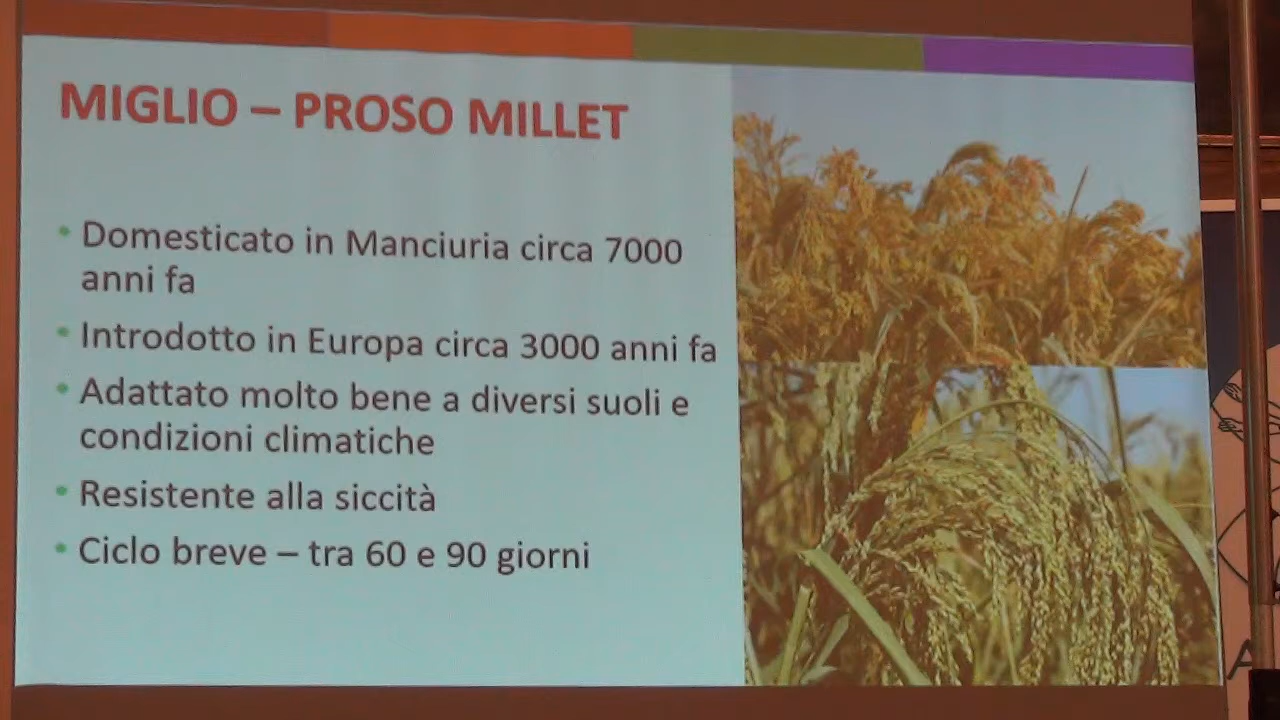 MIGLIO – PROSO MILLET
• Domesticato in Manciuria circa 7000
anni fa
• Introdotto in Europa circa 3000 anni fa
• Adattato molto bene a diversi suoli e
condizioni climatiche
• Resistente alla siccità
• Ciclo breve – tra 60 e 90 giorni
A